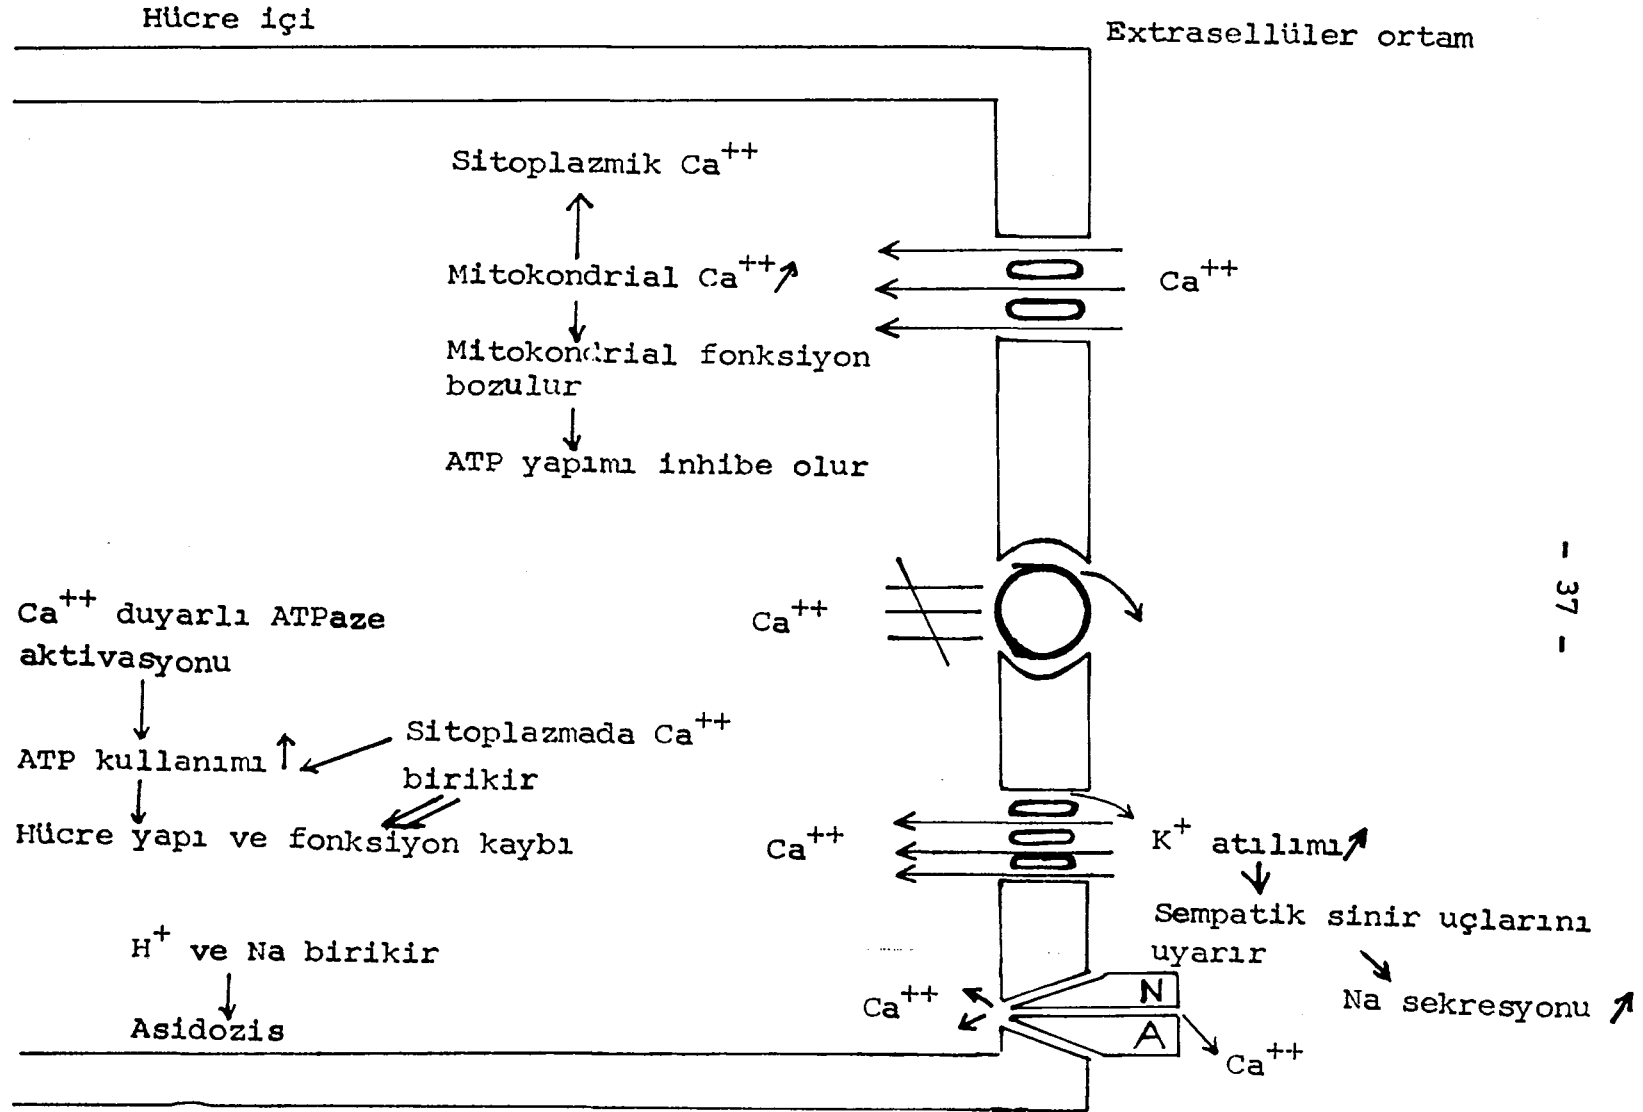 Hücre içi
Extrasellüler ortam
Sitoplazmik Ca++
Mitokondrial Ca++
Ca++
Mitokondrial fonksiyon
bozulur
ATP yapımı inhibe olur
- 37 -
Ca++ duyarlı ATPaze
aktivasyonu
Ca++
ATP kullanımı
Sitoplazmada Ca++
birikir
Hücre yapı ve fonksiyon kaybı
Ca++
K+ atılımı
Sempatik sinir uçlarını
uyarır
Na sekresyonu
H+ ve Na birikir
Asidozis
Ca++
N
A
Ca++